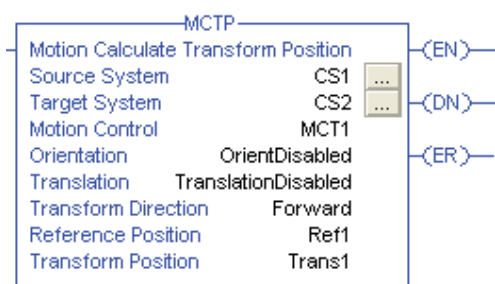 MCTP
Motion Calculate Transform Position (EN)
Source System CS1 ...
Target System CS2 ... (DN)
Motion Control MCT1
Orientation OrientDisabled (ER)
Translation TranslationDisabled
Transform Direction Forward
Reference Position Ref1
Transform Position Trans1